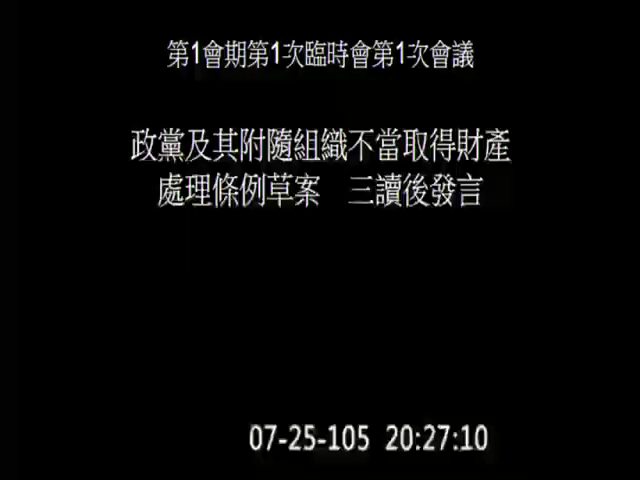 第1會期第1次臨時會第1次會議
政黨及其附隨組織不當取得財產
處理條例草案 三讀後發言
07-25-105 20:27:10